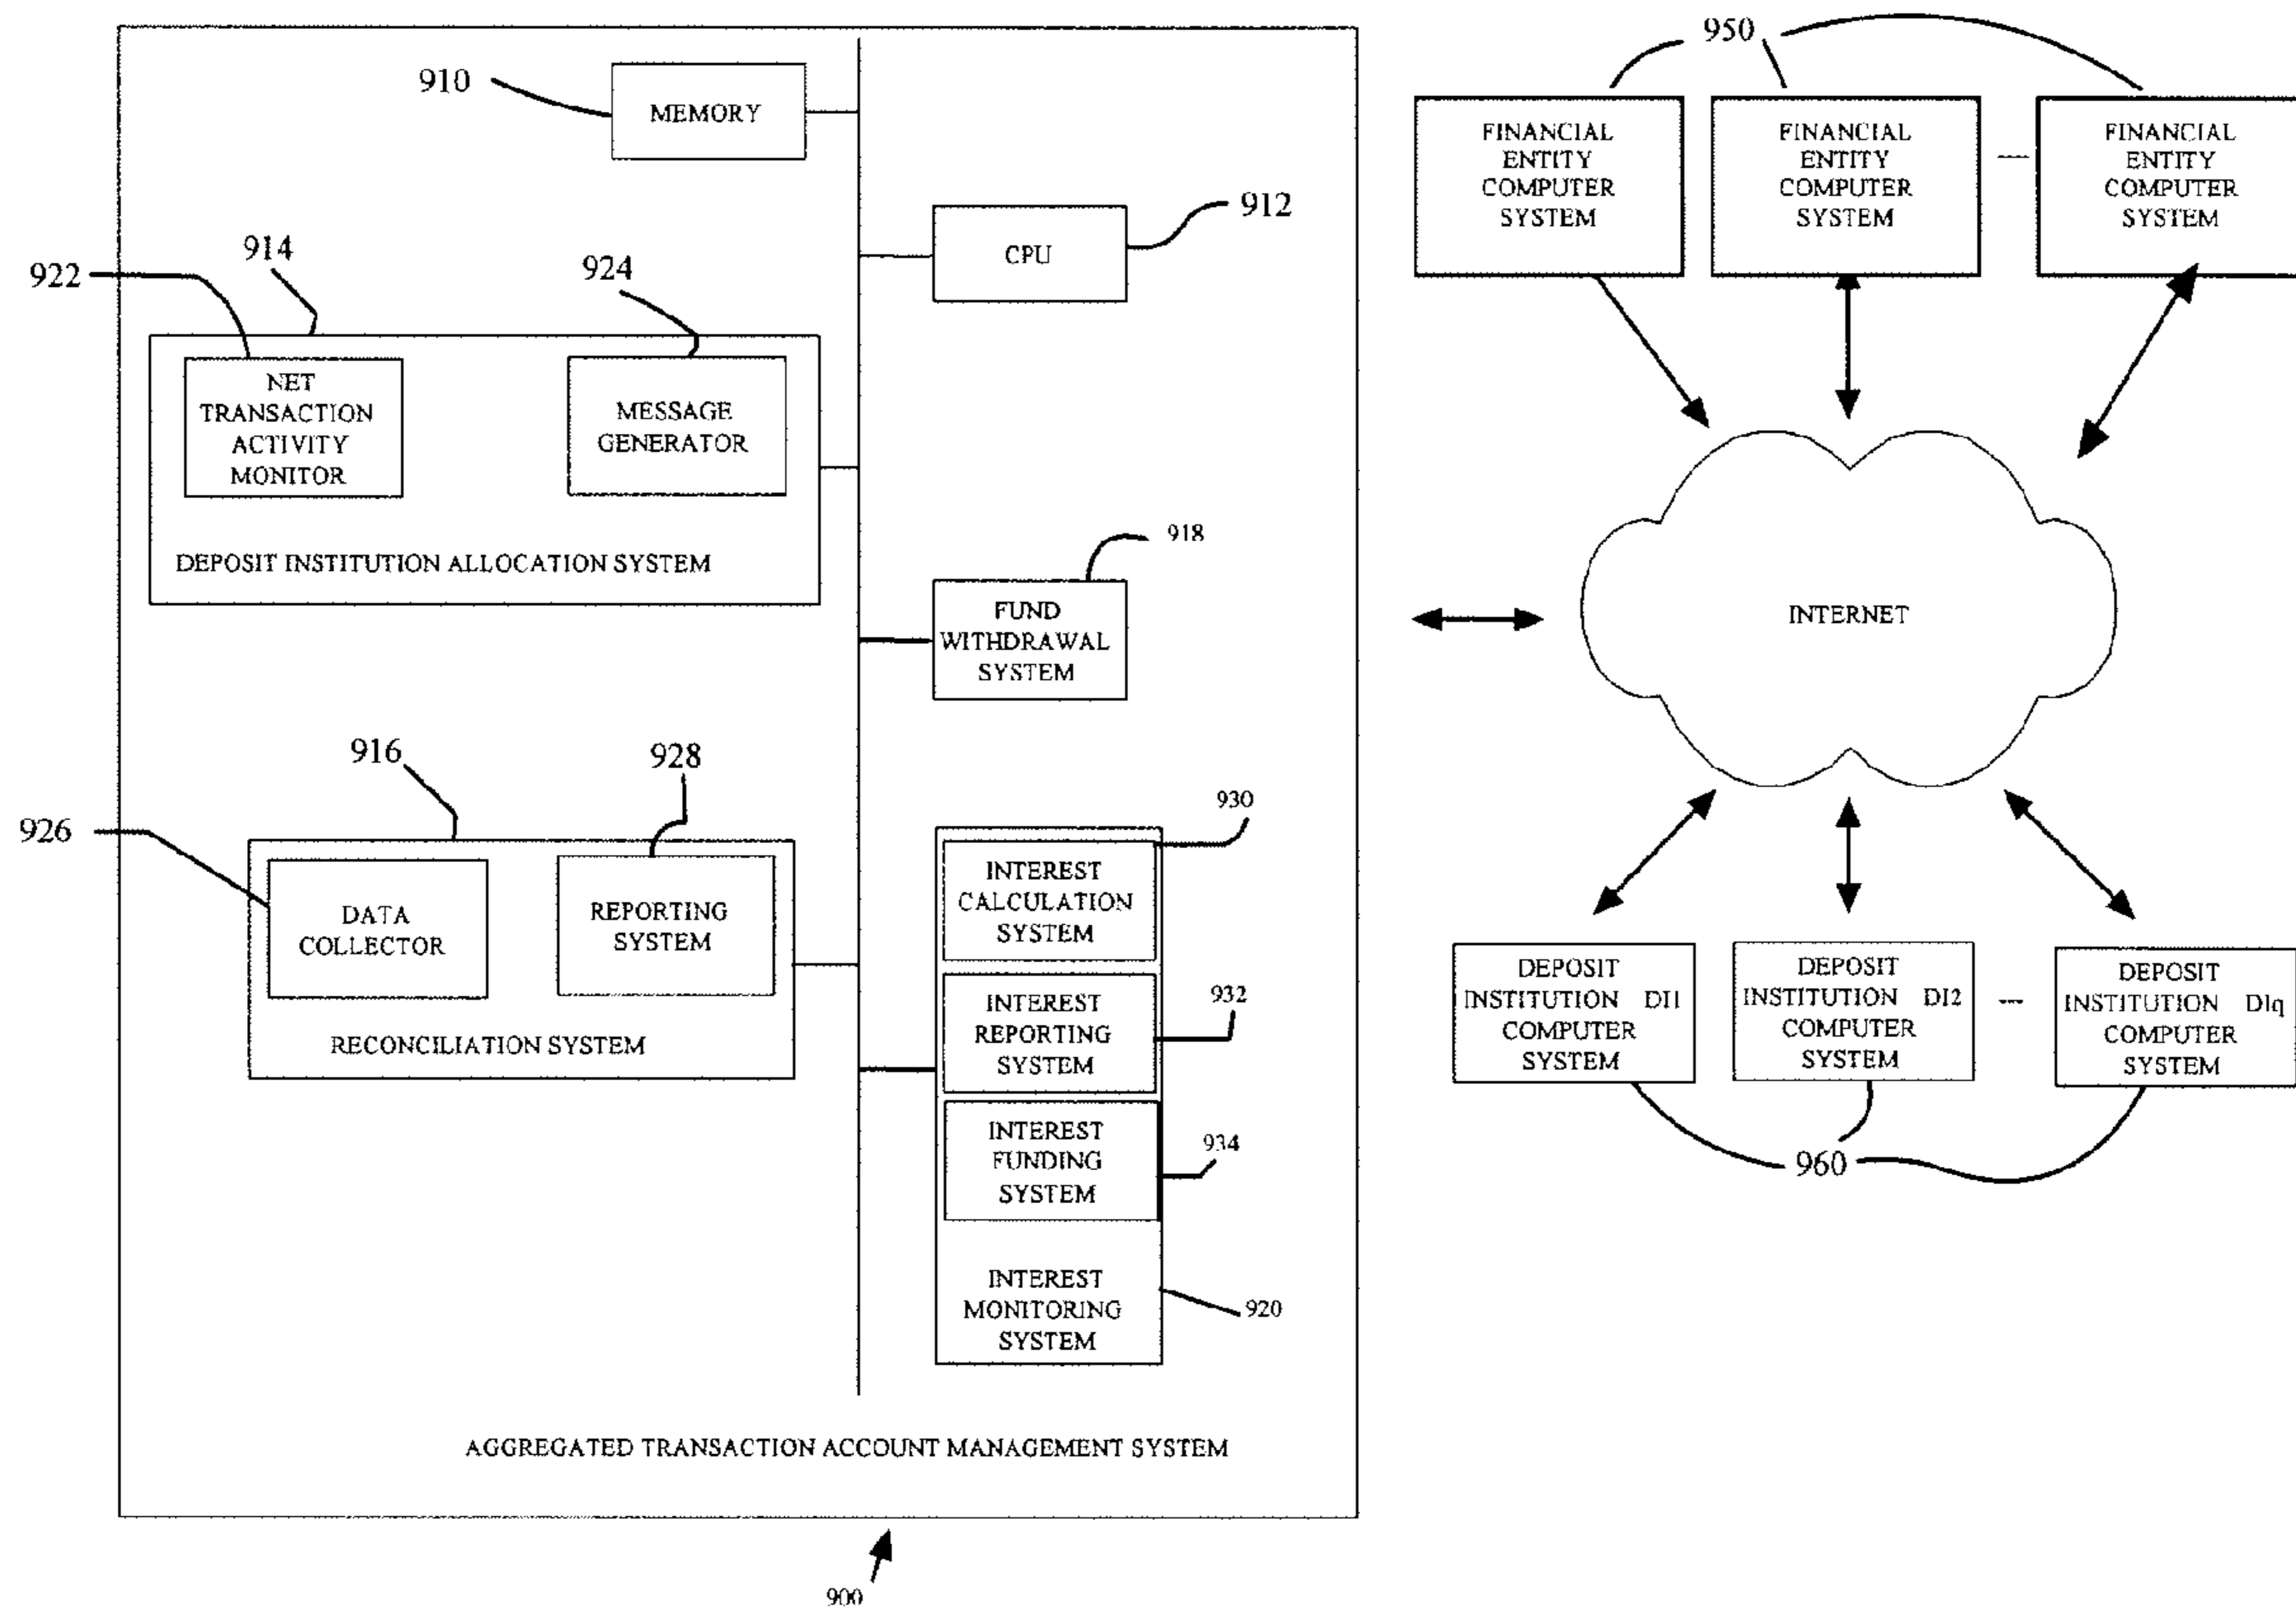 910
MEMORY
912
CPU
922
914
924
NET
TRANSACTION
ACTIVITY
MONITOR
MESSAGE
GENERATOR
DEPOSIT INSTITUTION ALLOCATION SYSTEM
918
FUND
WITHDRAWAL
SYSTEM
916
928
926
DATA
COLLECTOR
REPORTING
SYSTEM
RECONCILIATION SYSTEM
930
INTEREST
CALCULATION
SYSTEM
932
INTEREST
REPORTING
SYSTEM
934
INTEREST
FUNDING
SYSTEM
INTEREST
MONITORING
SYSTEM
920
AGGREGATED TRANSACTION ACCOUNT MANAGEMENT SYSTEM
900
950
FINANCIAL
ENTITY
COMPUTER
SYSTEM
FINANCIAL
ENTITY
COMPUTER
SYSTEM
—
FINANCIAL
ENTITY
COMPUTER
SYSTEM
INTERNET
DEPOSIT
INSTITUTION DI1
COMPUTER
SYSTEM
DEPOSIT
INSTITUTION DI2
COMPUTER
SYSTEM
—
DEPOSIT
INSTITUTION DIq
COMPUTER
SYSTEM
960